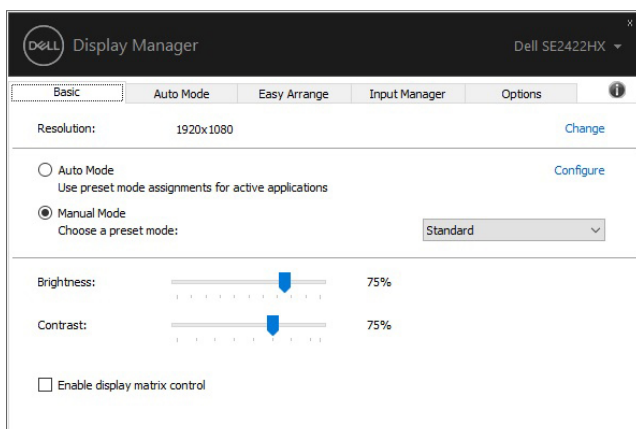 DELL Display Manager Dell SE2422HX
Basic Auto Mode Easy Arrange Input Manager Options
Resolution: 1920x1080 Change
Auto Mode Configure
Use preset mode assignments for active applications
Manual Mode
Choose a preset mode: Standard
Brightness: 75%
Contrast: 75%
Enable display matrix control